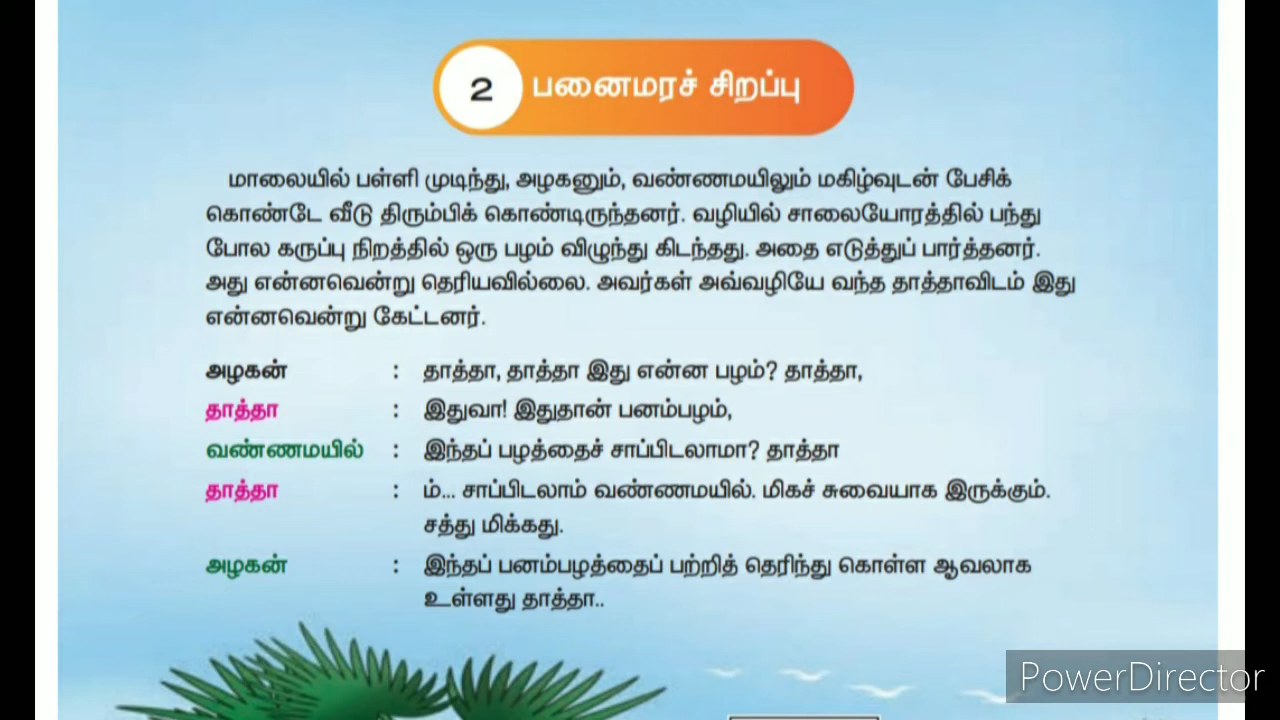 2 பனைமரச் சிறப்பு
மாலையில் பள்ளி முடிந்து, அழகனும், வண்ணமயிலும் மகிழ்வுடன் பேசிக்
கொண்டே வீடு திரும்பிக் கொண்டிருந்தனர். வழியில் சாலையோரத்தில் பந்து
போல கருப்பு நிறத்தில் ஒரு பழம் விழுந்து கிடந்தது. அதை எடுத்துப் பார்த்தனர்.
அது என்னவென்று தெரியவில்லை. அவர்கள் அவ்வழியே வந்த தாத்தாவிடம் இது
என்னவென்று கேட்டனர்.
அழகன் : தாத்தா, தாத்தா இது என்ன பழம்? தாத்தா,
தாத்தா : இதுவா! இதுதான் பனம்பழம்,
வண்ணமயில் : இந்தப் பழத்தைச் சாப்பிடலாமா? தாத்தா
தாத்தா : ம்... சாப்பிடலாம் வண்ணமயில். மிகச் சுவையாக இருக்கும்.
சத்து மிக்கது.
அழகன் : இந்தப் பனம்பழத்தைப் பற்றித் தெரிந்து கொள்ள ஆவலாக
உள்ளது தாத்தா..
PowerDirector